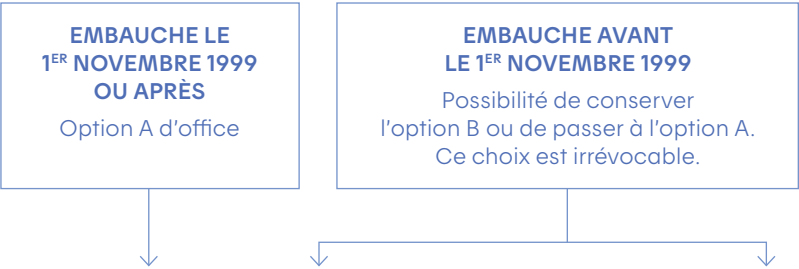 EMBAUCHE LE
1ER NOVEMBRE 1999
OU APRÈS
Option A d’office
EMBAUCHE AVANT
LE 1ER NOVEMBRE 1999
Possibilité de conserver
l’option B ou de passer à l’option A.
Ce choix est irrévocable.